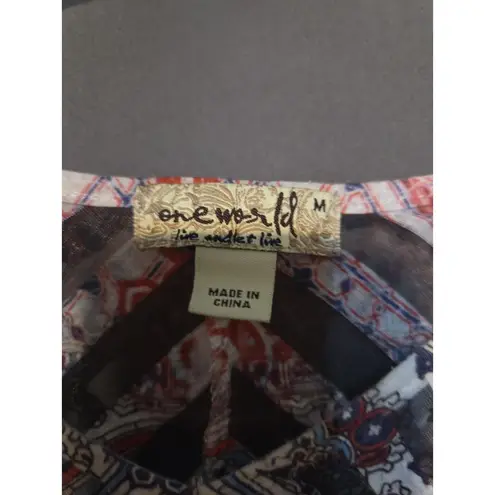 one world M
live and let live
MADE IN
CHINA